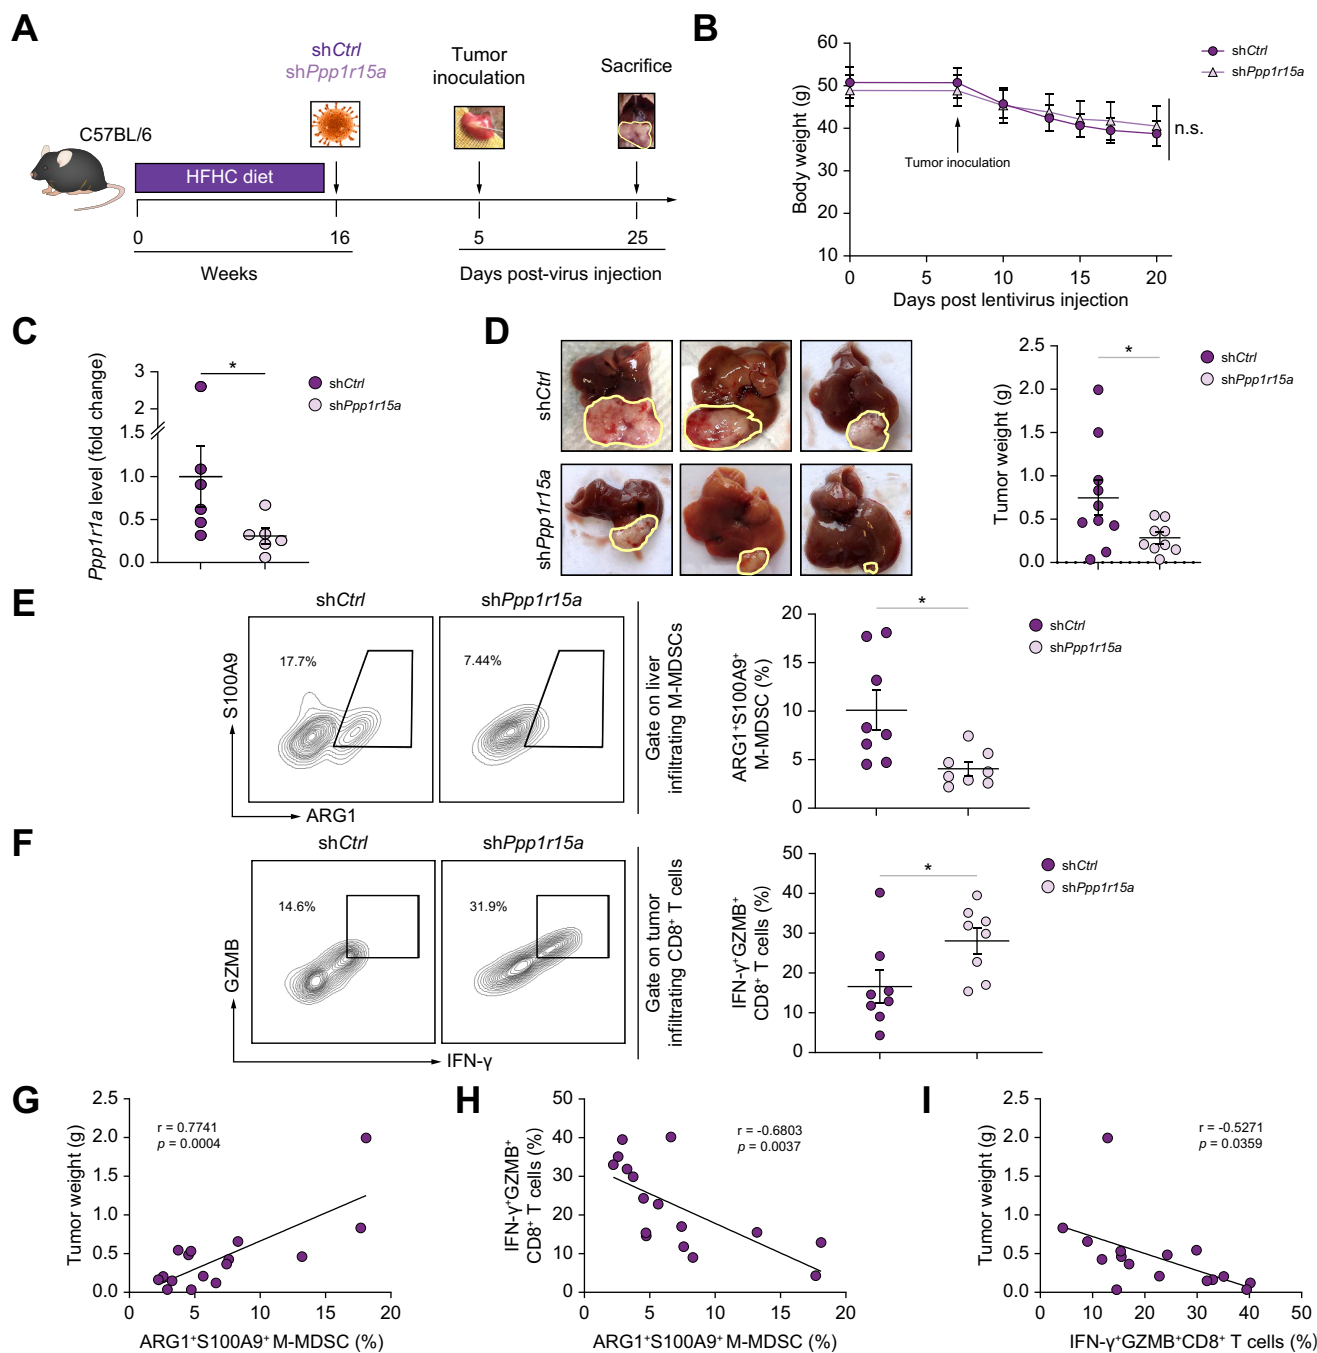 A
shCtrl
shPpp1r15a
Tumor
inoculation
Sacrifice
C57BL/6
HFHC diet
0
16
5
25
Weeks
Days post-virus injection
B
Body weight (g)
60
50
40
30
20
10
0
5
10
15
20
Tumor inoculation
n.s.
shCtrl
shPpp1r15a
Days post lentivirus injection
C
Ppp1r1a level (fold change)
3
2
1.5
1.0
0.5
0.0
*
shCtrl
shPpp1r15a
D
shCtrl
shPpp1r15a
Tumor weight (g)
2.5
2.0
1.5
1.0
0.5
0.0
*
shCtrl
shPpp1r15a
E
shCtrl
shPpp1r15a
S100A9
17.7%
7.44%
ARG1
Gate on liver
infiltrating M-MDSCs
ARG1⁺S100A9⁺
M-MDSC (%)
20
15
10
5
0
*
shCtrl
shPpp1r15a
F
shCtrl
shPpp1r15a
GZMB
14.6%
31.9%
IFN-γ
Gate on tumor
infiltrating CD8⁺ T cells
IFN-γ⁺GZMB⁺
CD8⁺ T cells (%)
50
40
30
20
10
0
*
shCtrl
shPpp1r15a
G
Tumor weight (g)
2.5
2.0
1.5
1.0
0.5
0.0
r = 0.7741
p = 0.0004
0
5
10
15
20
ARG1⁺S100A9⁺ M-MDSC (%)
H
IFN-γ⁺GZMB⁺
CD8⁺ T cells (%)
50
40
30
20
10
0
r = -0.6803
p = 0.0037
0
5
10
15
20
ARG1⁺S100A9⁺ M-MDSC (%)
I
Tumor weight (g)
2.5
2.0
1.5
1.0
0.5
0.0
r = -0.5271
p = 0.0359
0
10
20
30
40
50
IFN-γ⁺GZMB⁺CD8⁺ T cells (%)